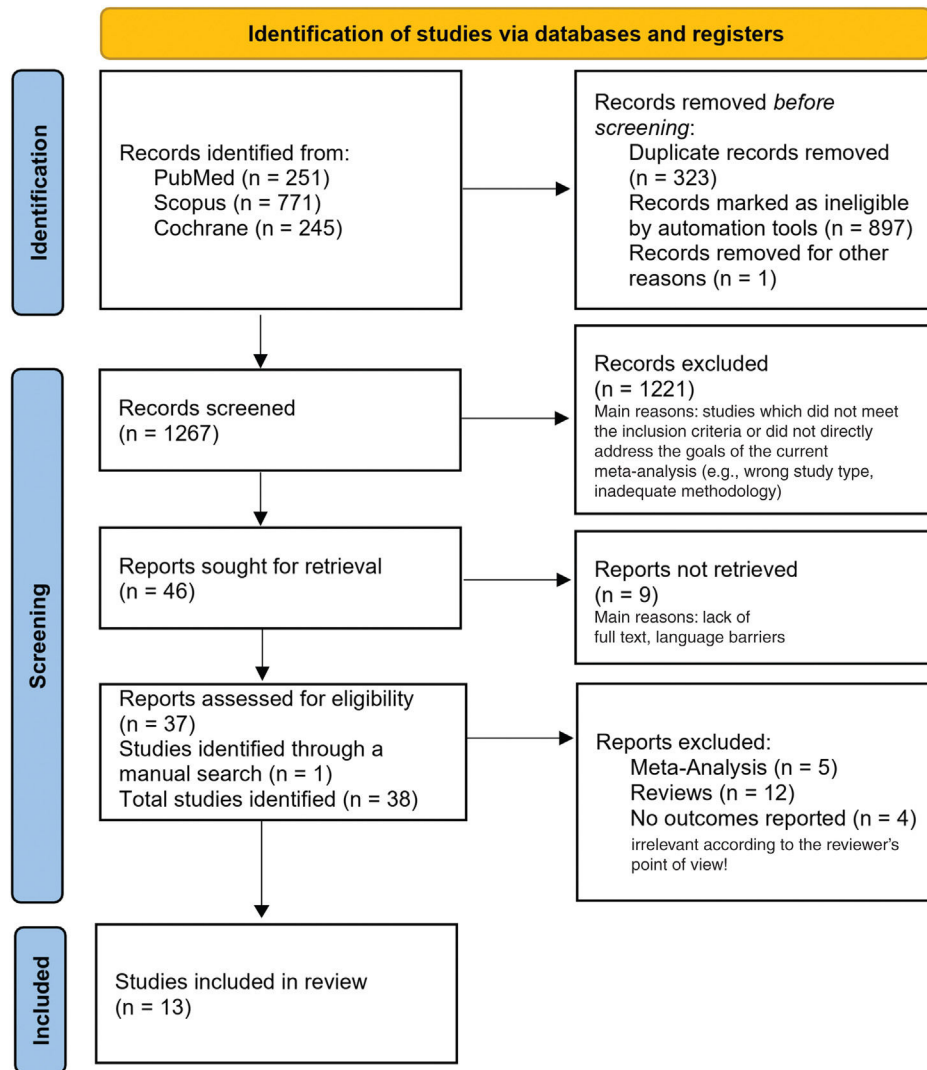 Identification of studies via databases and registers
Identification
Records identified from:
PubMed (n = 251)
Scopus (n = 771)
Cochrane (n = 245)
Records removed before
screening:
Duplicate records removed
(n = 323)
Records marked as ineligible
by automation tools (n = 897)
Records removed for other
reasons (n = 1)
Screening
Records screened
(n = 1267)
Records excluded
(n = 1221)
Main reasons: studies which did not meet
the inclusion criteria or did not directly
address the goals of the current
meta-analysis (e.g., wrong study type,
inadequate methodology)
Reports sought for retrieval
(n = 46)
Reports not retrieved
(n = 9)
Main reasons: lack of
full text, language barriers
Reports assessed for eligibility
(n = 37)
Studies identified through a
manual search (n = 1)
Total studies identified (n = 38)
Reports excluded:
Meta-Analysis (n = 5)
Reviews (n = 12)
No outcomes reported (n = 4)
irrelevant according to the reviewer's
point of view!
Included
Studies included in review
(n = 13)